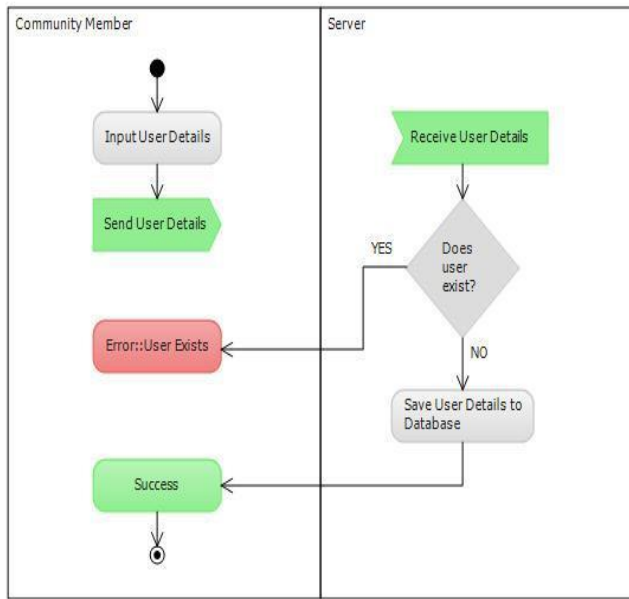 Community Member
Server
Input User Details
Receive User Details
Send User Details
YES
Does
user
exist?
Error::User Exists
NO
Save User Details to
Database
Success